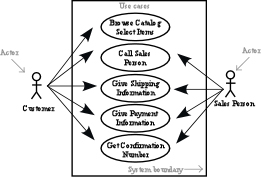 Use cases
Browse Catalog
Select Items
Actor
Call Sales
Person
Actor
Give Shipping
Information
Customer
Sales Person
Give Payment
Information
Get Confirmation
Number
System boundary